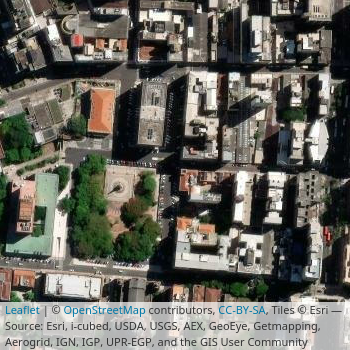 Leaflet | © OpenStreetMap contributors, CC-BY-SA, Tiles © Esri —
Source: Esri, i-cubed, USDA, USGS, AEX, GeoEye, Getmapping,
Aerogrid, IGN, IGP, UPR-EGP, and the GIS User Community